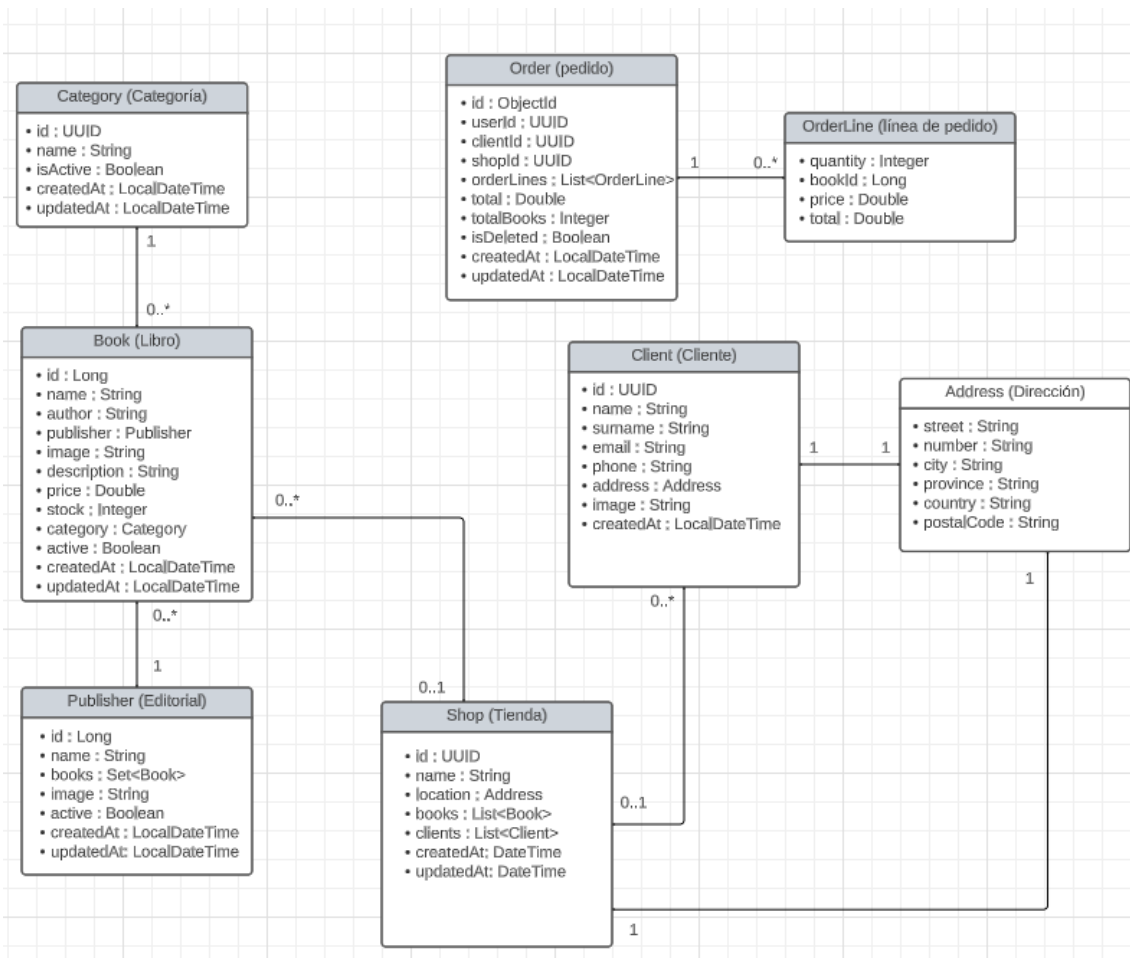 Category (Categoría)
• id : UUID
• name : String
• isActive : Boolean
• createdAt : LocalDateTime
• updatedAt : LocalDateTime
1
0..*
Order (pedido)
• id : ObjectId
• userId : UUID
• clientId : UUID
• shopId : UUID
• orderLines : List<OrderLine>
• total : Double
• totalBooks : Integer
• isDeleted : Boolean
• createdAt : LocalDateTime
• updatedAt : LocalDateTime
1
0..*
OrderLine (línea de pedido)
• quantity : Integer
• bookId : Long
• price : Double
• total : Double
Book (Libro)
• id : Long
• name : String
• author : String
• publisher : Publisher
• image : String
• description : String
• price : Double
• stock : Integer
• category : Category
• active : Boolean
• createdAt : LocalDateTime
• updatedAt : LocalDateTime
0..*
0..*
1
0..1
Client (Cliente)
• id : UUID
• name : String
• surname : String
• email : String
• phone : String
• address : Address
• image : String
• createdAt : LocalDateTime
1
1
0..*
0..1
Address (Dirección)
• street : String
• number : String
• city : String
• province : String
• country : String
• postalCode : String
1
Publisher (Editorial)
• id : Long
• name : String
• books : Set<Book>
• image : String
• active : Boolean
• createdAt : LocalDateTime
• updatedAt: LocalDateTime
Shop (Tienda)
• id : UUID
• name : String
• location : Address
• books : List<Book>
• clients : List<Client>
• createdAt: DateTime
• updatedAt: DateTime
1